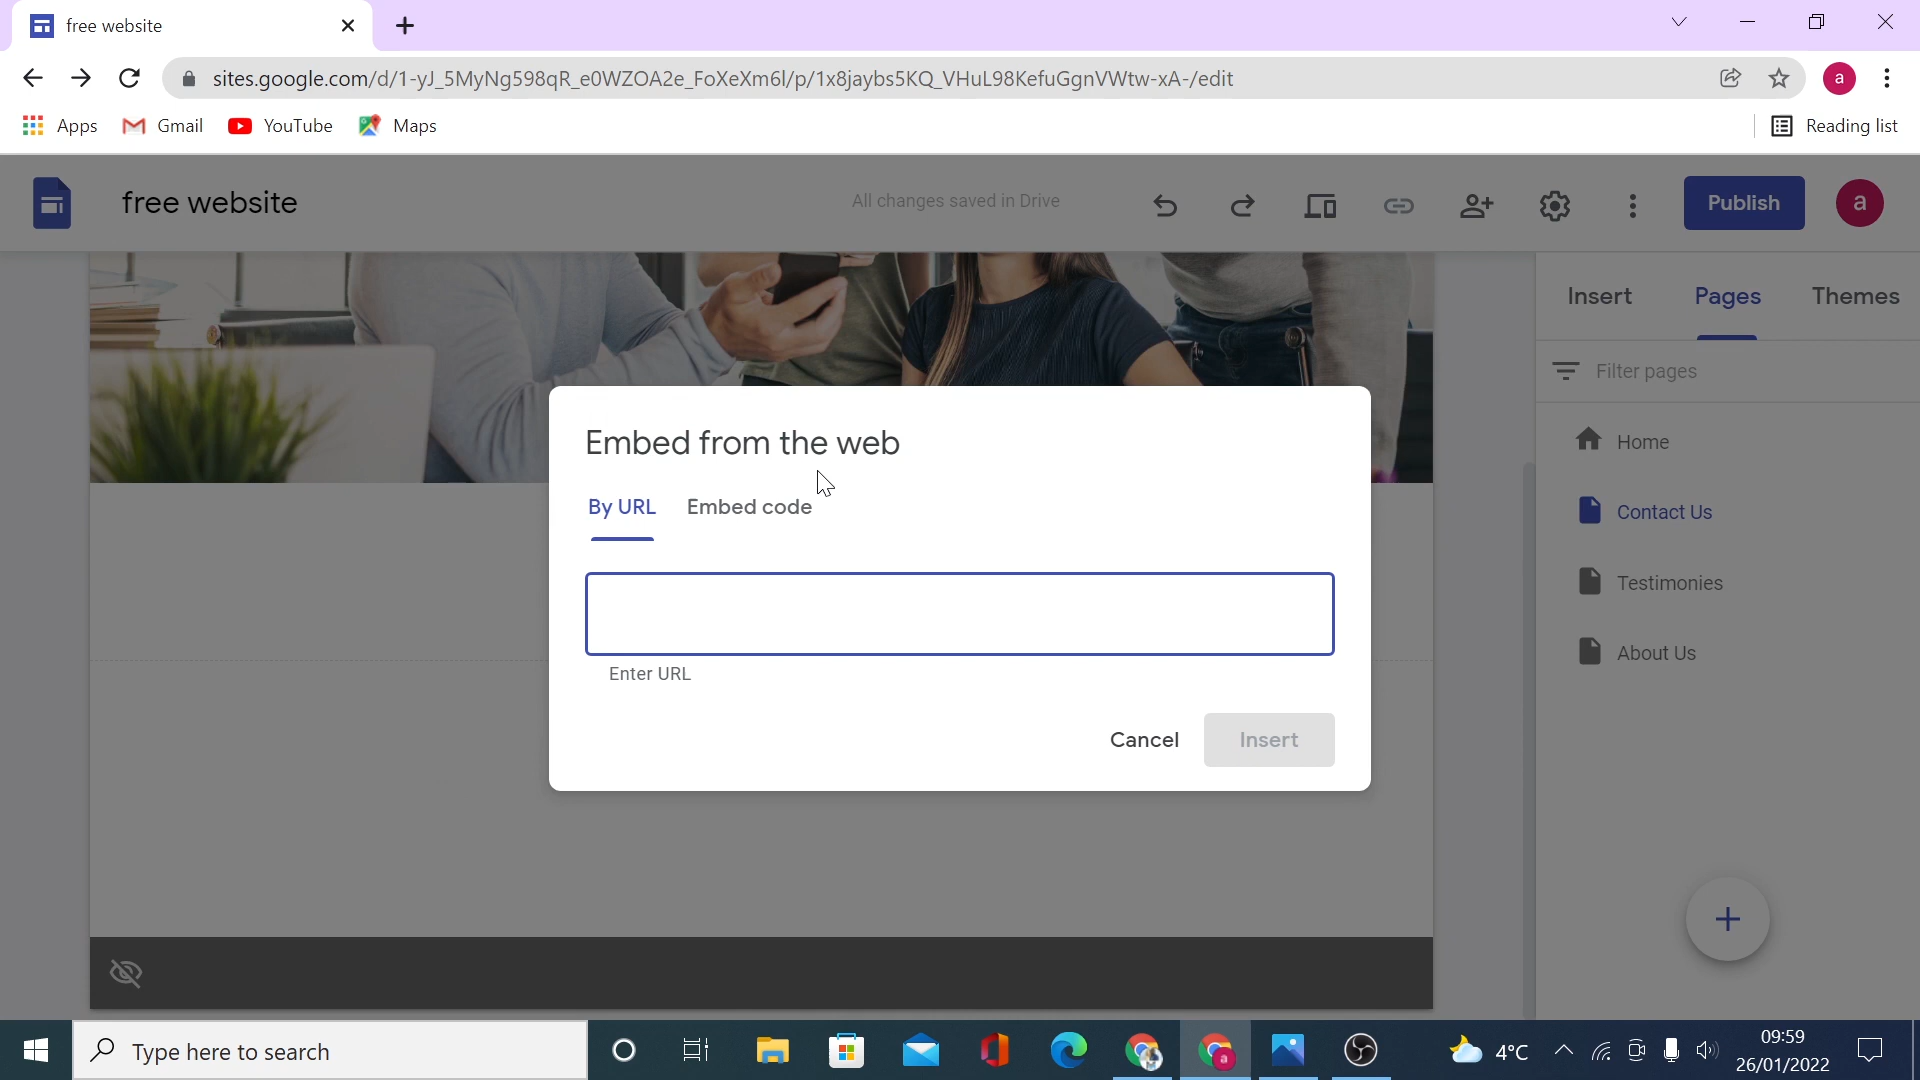 free website
sites.google.com/d/1-yJ_5MyNg598qR_e0WZOA2e_FoXeXm6l/p/1x8jaybs5KQ_VHuL98KefuGgnVWtw-xA-/edit
a
Apps
Gmail
YouTube
Maps
Reading list
free website
All changes saved in Drive
Publish
a
Insert
Pages
Themes
Filter pages
Home
Contact Us
Testimonies
About Us
Embed from the web
By URL
Embed code
Enter URL
Cancel
Insert
Type here to search
a
4°C
09:59
26/01/2022